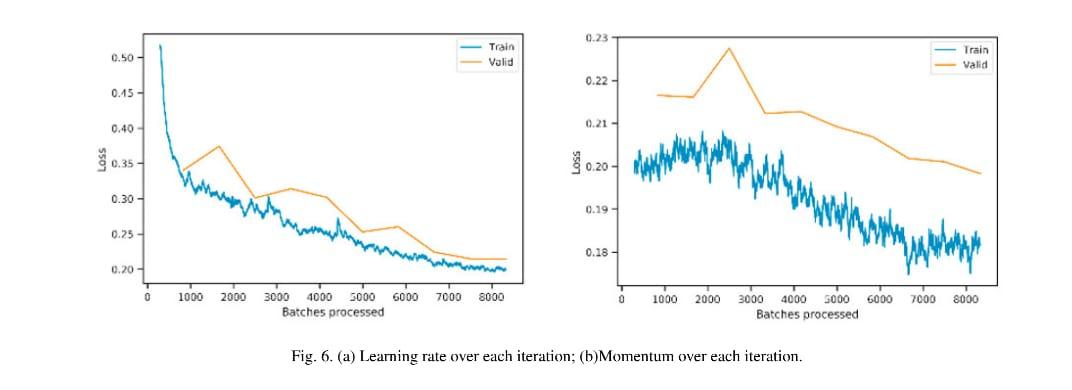 Loss
0.50
0.45
0.40
0.35
0.30
0.25
0.20
Train
Valid
0 1000 2000 3000 4000 5000 6000 7000 8000
Batches processed
Loss
0.23
0.22
0.21
0.20
0.19
0.18
Train
Valid
0 1000 2000 3000 4000 5000 6000 7000 8000
Batches processed
Fig. 6. (a) Learning rate over each iteration; (b)Momentum over each iteration.